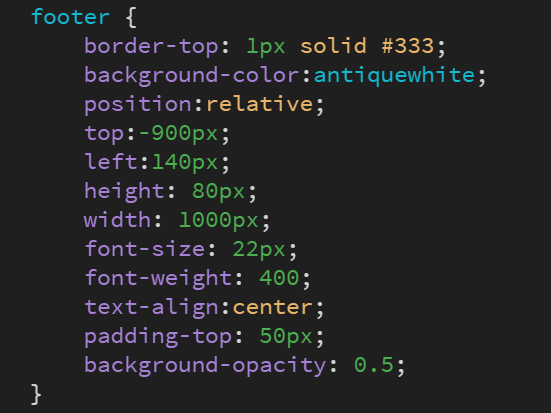 footer {
border-top: 1px solid #333;
background-color:antiquewhite;
position:relative;
top:-900px;
left:140px;
height: 80px;
width: 1000px;
font-size: 22px;
font-weight: 400;
text-align:center;
padding-top: 50px;
background-opacity: 0.5;
}